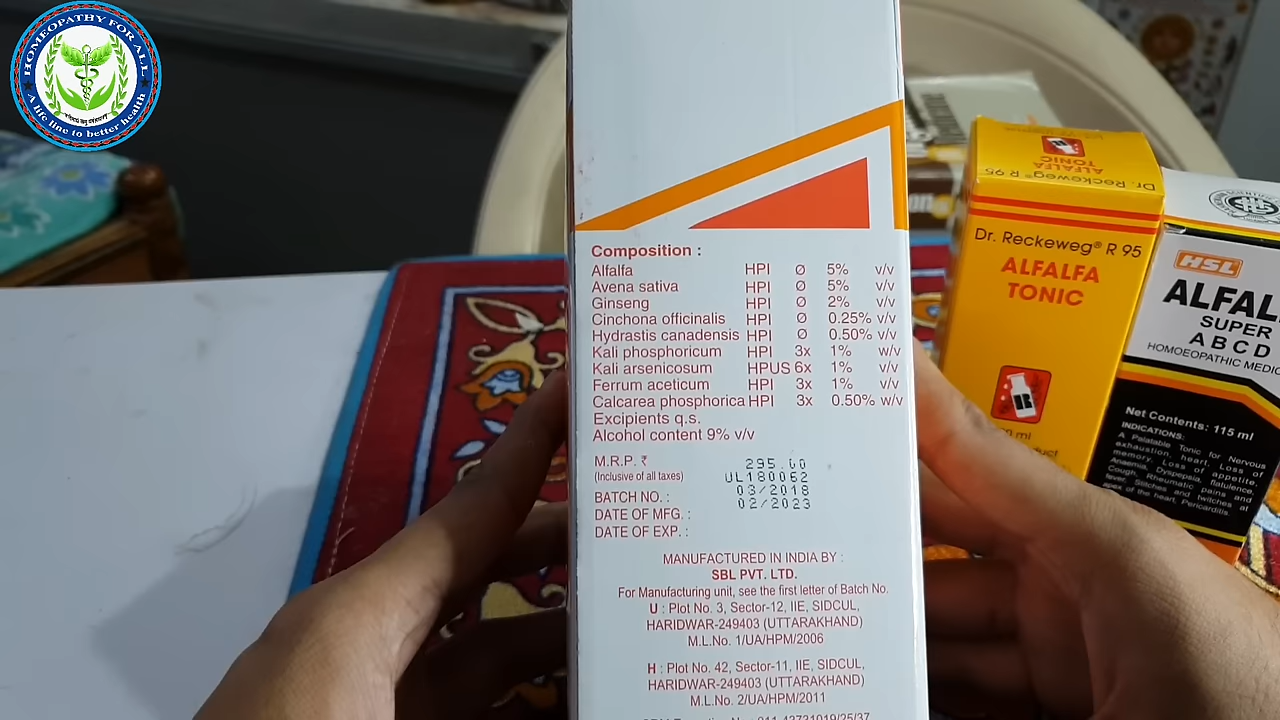 HOMEOPATHY FOR ALL
A life line to better health
Composition :
Alfalfa HPI Ø 5% v/v
Avena sativa HPI Ø 5% v/v
Ginseng HPI Ø 2% v/v
Cinchona officinalis HPI Ø 0.25% v/v
Hydrastis canadensis HPI Ø 0.50% v/v
Kali phosphoricum HPI 3x 1% w/v
Kali arsenicosum HPUS 6x 1% v/v
Ferrum aceticum HPI 3x 1% v/v
Calcarea phosphorica HPI 3x 0.50% w/v
Excipients q.s.
Alcohol content 9% v/v
M.R.P. ₹ 295.00
(Inclusive of all taxes) UL180062
BATCH NO. : 03/2018
DATE OF MFG. : 02/2023
DATE OF EXP. :
MANUFACTURED IN INDIA BY :
SBL PVT. LTD.
For Manufacturing unit, see the first letter of Batch No.
U : Plot No. 3, Sector-12, IIE, SIDCUL,
HARIDWAR-249403 (UTTARAKHAND)
M.L.No. 1/UA/HPM/2006
H : Plot No. 42, Sector-11, IIE, SIDCUL,
HARIDWAR-249403 (UTTARAKHAND)
M.L.No. 2/UA/HPM/2011
ALFALFA
TONIC
Dr. Reckeweg R 95
Dr. Reckeweg® R 95
ALFALFA
TONIC
ml
HSL
ALFAL
SUPER
A B C D
HOMOEOPATHIC MEDIC
Net Contents: 115 ml
INDICATIONS:
A Palatable Tonic for Nervous
exhaustion, heart, Loss of
memory, Loss of appetite,
Anaemia, Dyspepsia, flatulence,
Cough, Rheumatic pains and
fever, Stitches and twitches at
apex of the heart, Pericarditis.